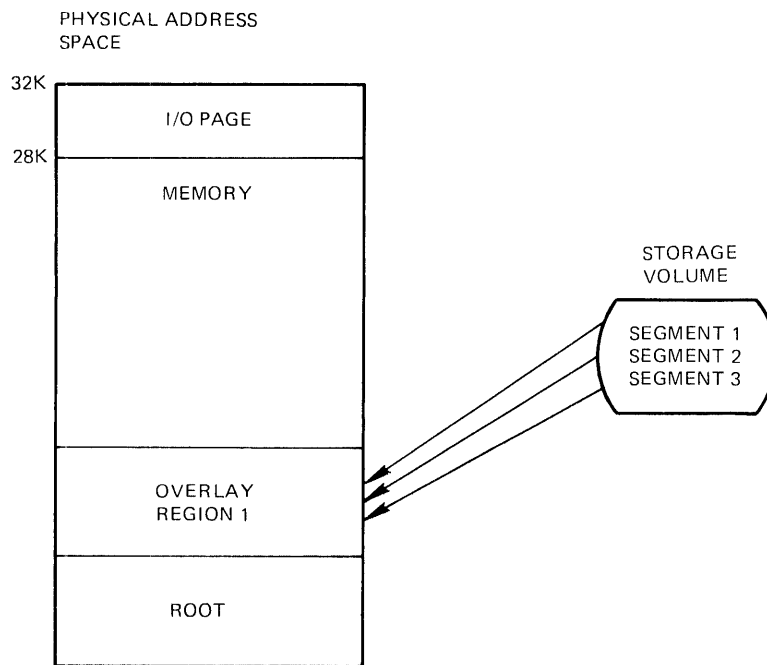 PHYSICAL ADDRESS
SPACE
32K
I/O PAGE
28K
MEMORY
STORAGE
VOLUME
SEGMENT 1
SEGMENT 2
SEGMENT 3
OVERLAY
REGION 1
ROOT